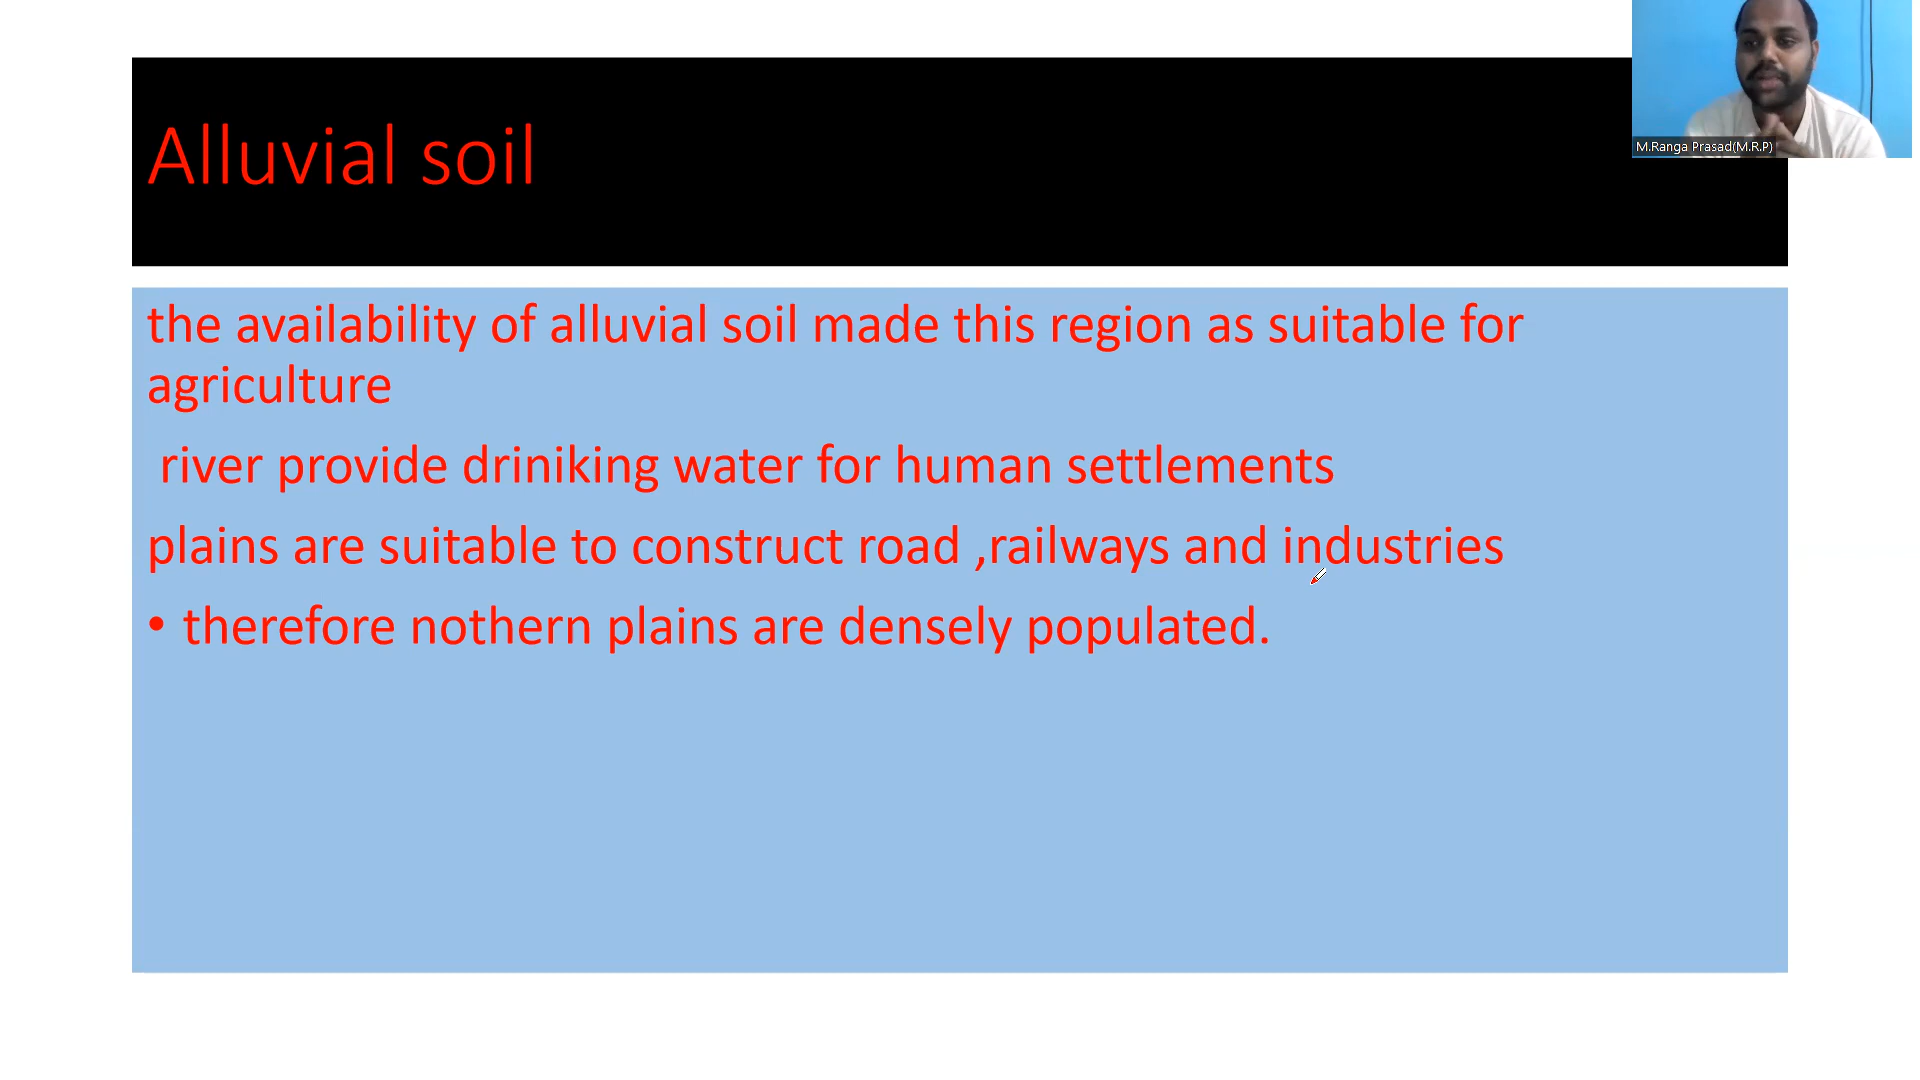 Alluvial soil
M.Ranga Prasad(M.R.P)
the availability of alluvial soil made this region as suitable for
agriculture
river provide driniking water for human settlements
plains are suitable to construct road ,railways and industries
• therefore nothern plains are densely populated.